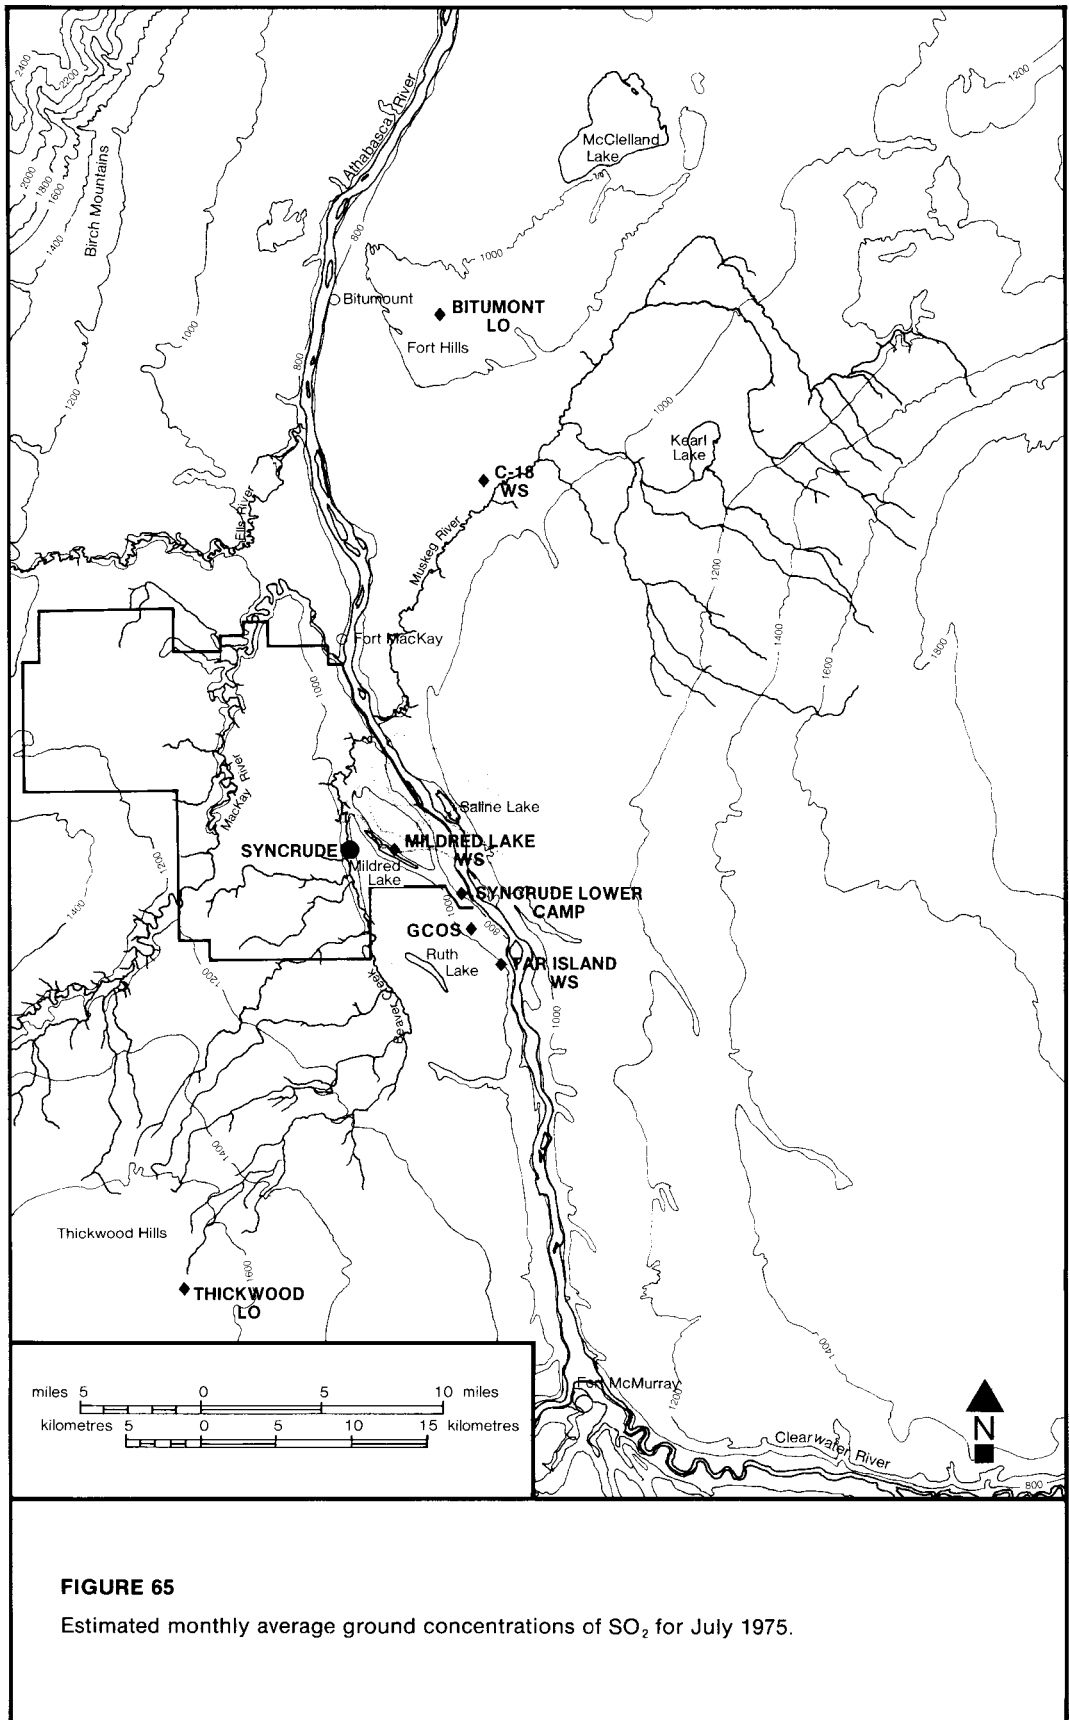 2400
2200
2000
1800
1600
1400
Birch Mountains
Athabasca River
McClelland
Lake
1200
800
1000
Bitumount
BITUMONT
LO
Fort Hills
1000
800
1200
1000
Kearl
Lake
C-18
WS
Ells River
Muskeg River
1200
1400
1600
1800
Fort MacKay
1000
MacKay River
Saline Lake
SYNCRUDE
MILDRED LAKE
WS
Mildred
Lake
1200
1400
SYNCRUDE LOWER
CAMP
1000
800
GCOS
Ruth
Lake
TAR ISLAND
WS
1200
Beaver Creek
1000
1400
Thickwood Hills
1600
THICKWOOD
LO
1400
miles 5 0 5 10 miles
kilometres 5 0 5 10 15 kilometres
Fort McMurray
1200
N
Clearwater River
800
FIGURE 65
Estimated monthly average ground concentrations of SO₂ for July 1975.